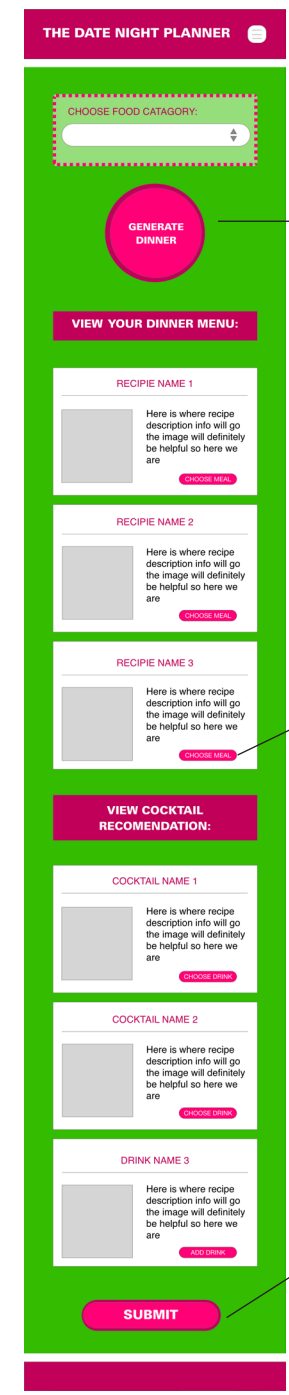 THE DATE NIGHT PLANNER
CHOOSE FOOD CATAGORY:
GENERATE
DINNER
VIEW YOUR DINNER MENU:
RECIPIE NAME 1
Here is where recipe
description info will go
the image will definitely
be helpful so here we
are
CHOOSE MEAL
RECIPIE NAME 2
Here is where recipe
description info will go
the image will definitely
be helpful so here we
are
CHOOSE MEAL
RECIPIE NAME 3
Here is where recipe
description info will go
the image will definitely
be helpful so here we
are
CHOOSE MEAL
VIEW COCKTAIL
RECOMENDATION:
COCKTAIL NAME 1
Here is where recipe
description info will go
the image will definitely
be helpful so here we
are
CHOOSE DRINK
COCKTAIL NAME 2
Here is where recipe
description info will go
the image will definitely
be helpful so here we
are
CHOOSE DRINK
DRINK NAME 3
Here is where recipe
description info will go
the image will definitely
be helpful so here we
are
ADD DRINK
SUBMIT